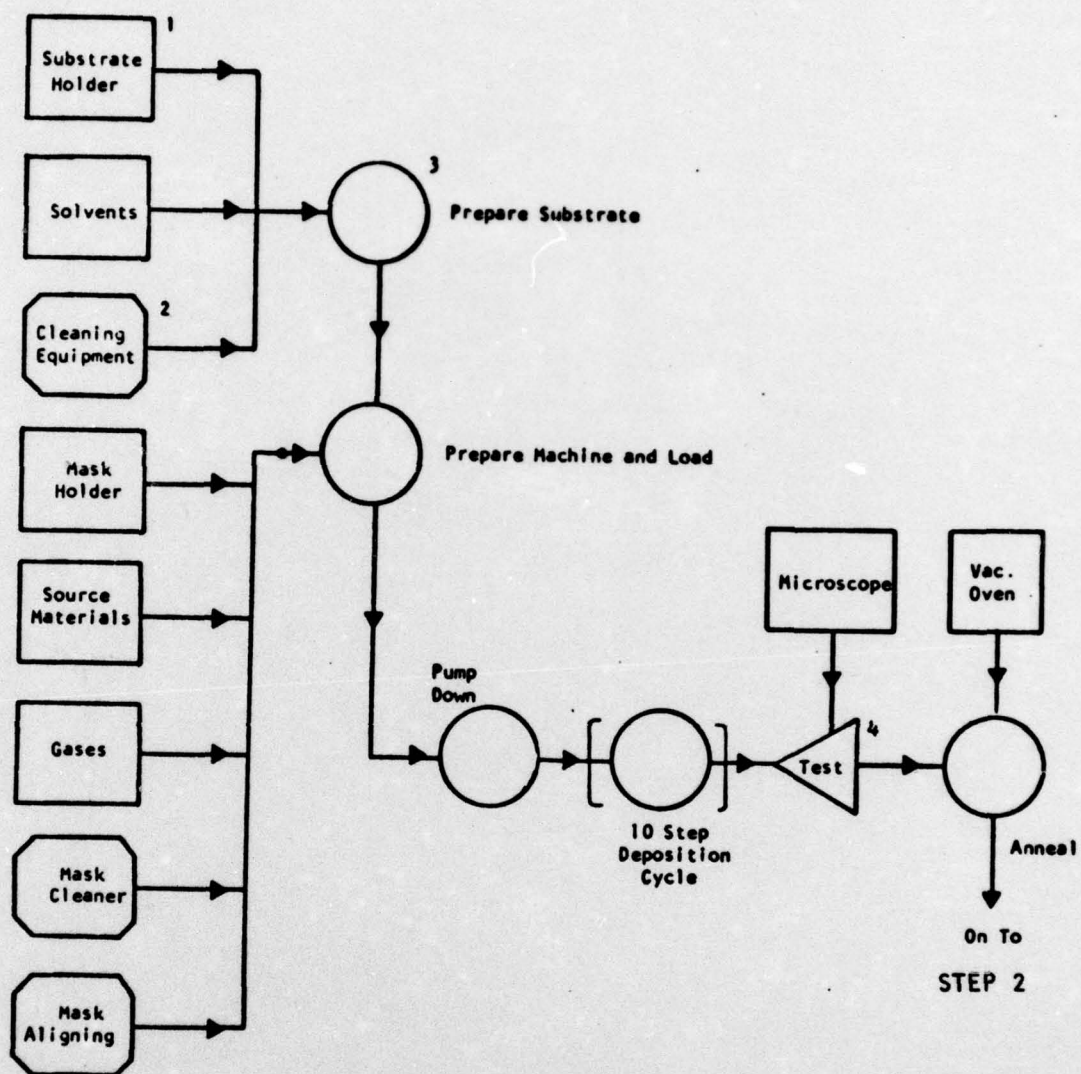 1
Substrate
Holder
Solvents
3
Prepare Substrate
2
Cleaning
Equipment
Mask
Holder
Prepare Machine and Load
Source
Materials
Gases
Mask
Cleaner
Mask
Aligning
Pump
Down
10 Step
Deposition
Cycle
Microscope
4
Test
Vac.
Oven
Anneal
On To
STEP 2